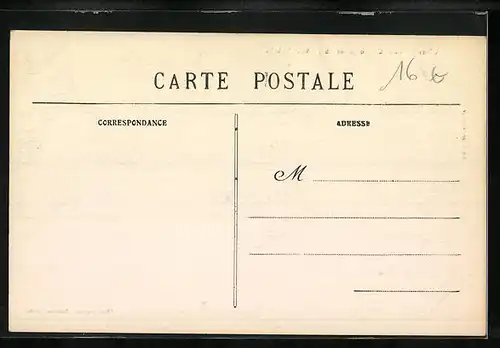 CARTE POSTALE
16
CORRESPONDANCE
ADRESSE
M